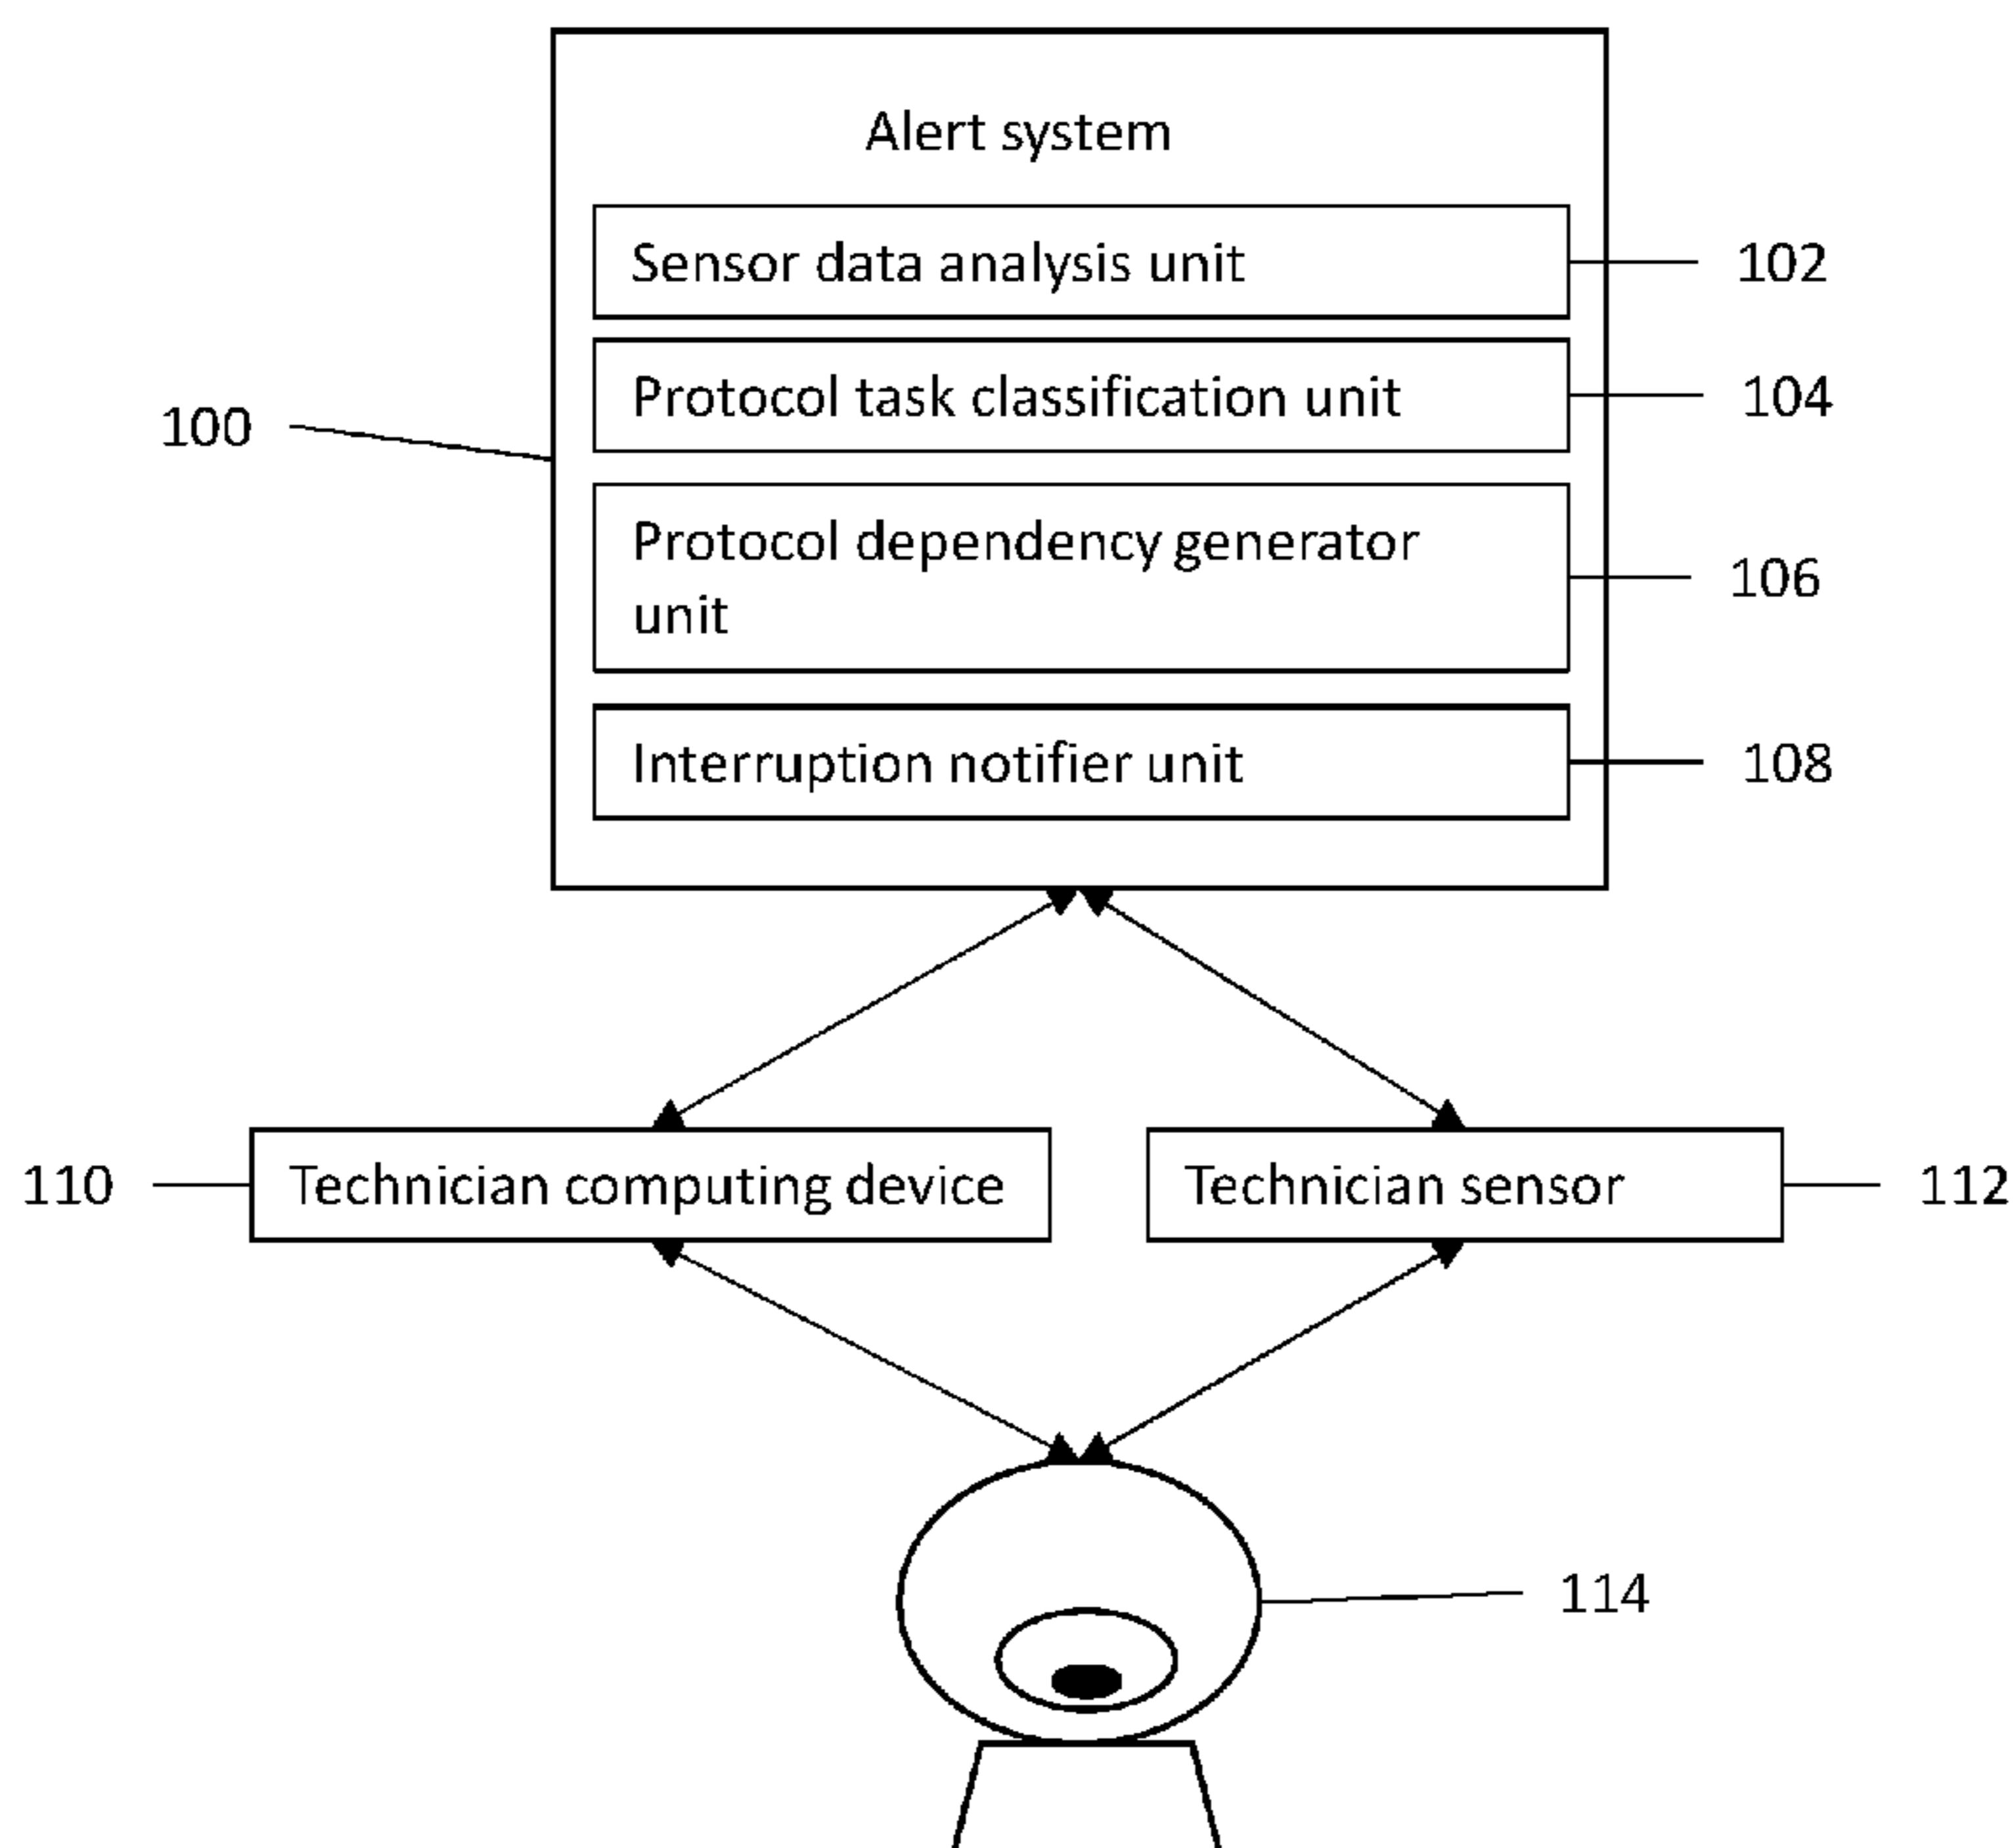 Alert system
Sensor data analysis unit
102
Protocol task classification unit
104
100
Protocol dependency generator
unit
106
Interruption notifier unit
108
110
Technician computing device
Technician sensor
112
114